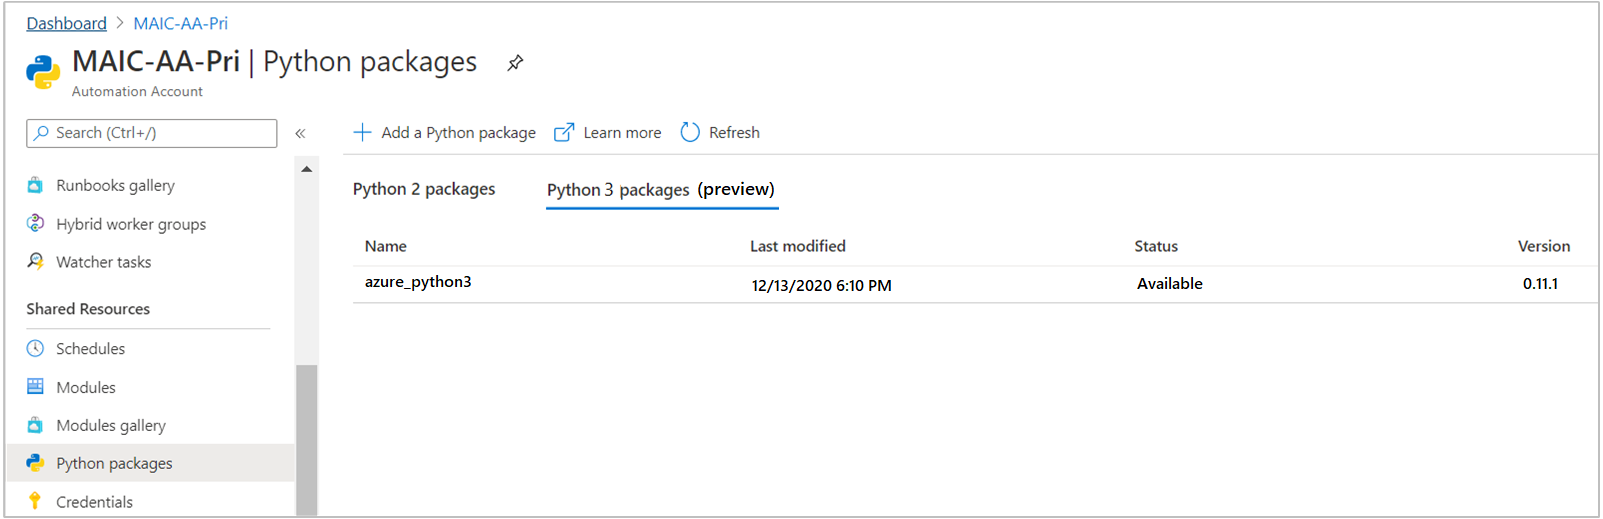 Dashboard > MAIC-AA-Pri
MAIC-AA-Pri | Python packages
Automation Account
Search (Ctrl+/)
«
Add a Python package
Learn more
Refresh
Runbooks gallery
Hybrid worker groups
Watcher tasks
Shared Resources
Schedules
Modules
Modules gallery
Python packages
Credentials
Python 2 packages
Python 3 packages (preview)
Name Last modified Status Version
azure_python3 12/13/2020 6:10 PM Available 0.11.1